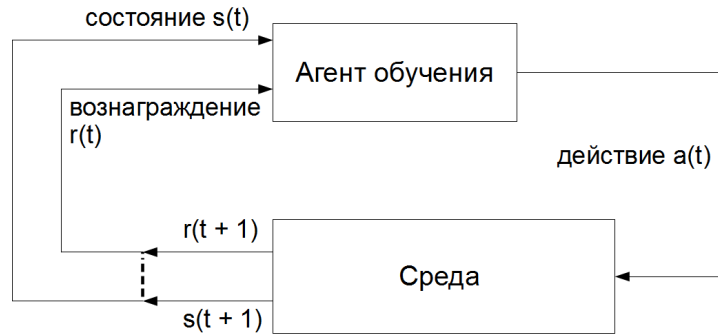 состояние s(t)
Агент обучения
вознаграждение
r(t)
действие a(t)
r(t + 1)
Среда
s(t + 1)